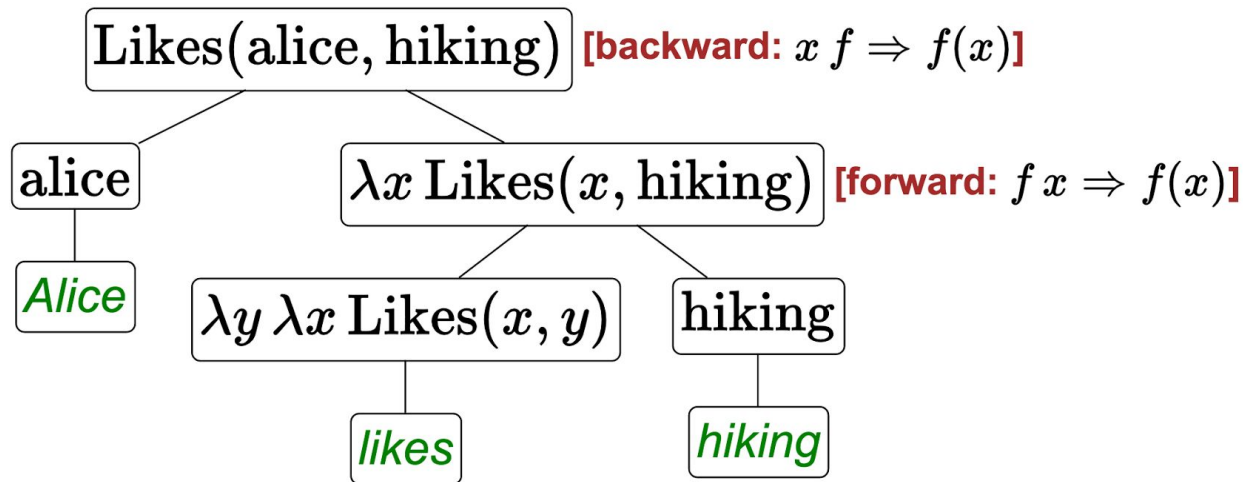 Likes(alice, hiking) [backward: x f ⇒ f(x)]
alice
λx Likes(x, hiking) [forward: f x ⇒ f(x)]
Alice
λy λx Likes(x, y)
hiking
likes
hiking